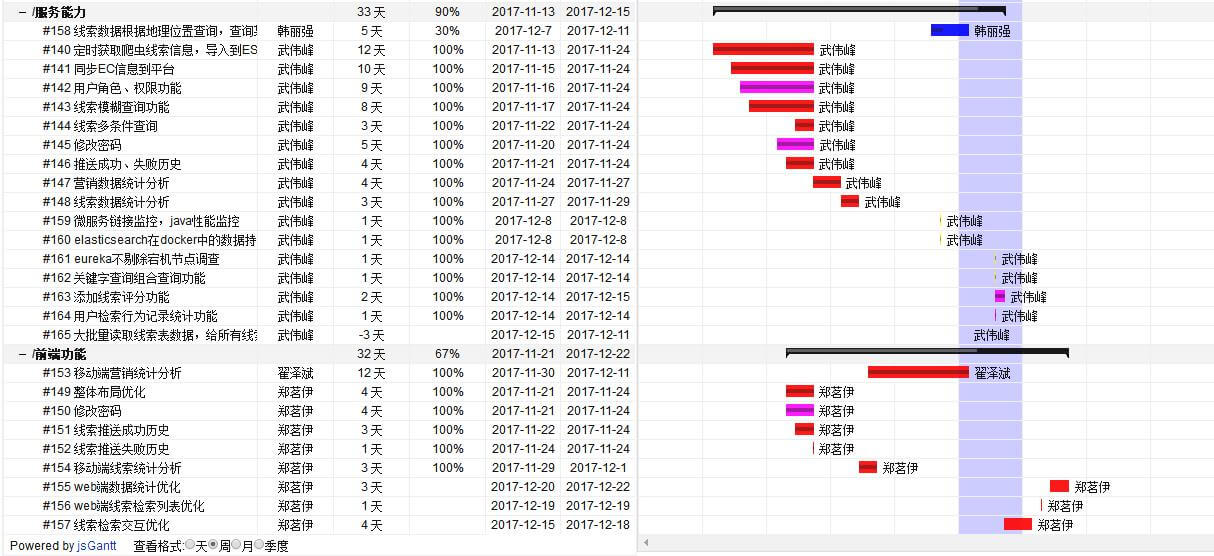 − /服务能力 33 天 90% 2017-11-13 2017-12-15
#158 线索数据根据地理位置查询，查询 韩丽强 5 天 30% 2017-12-7 2017-12-11 韩丽强
#140 定时获取爬虫线索信息，导入到ES 武伟峰 12 天 100% 2017-11-13 2017-11-24 武伟峰
#141 同步EC信息到平台 武伟峰 10 天 100% 2017-11-15 2017-11-24 武伟峰
#142 用户角色、权限功能 武伟峰 9 天 100% 2017-11-16 2017-11-24 武伟峰
#143 线索模糊查询功能 武伟峰 8 天 100% 2017-11-17 2017-11-24 武伟峰
#144 线索多条件查询 武伟峰 3 天 100% 2017-11-22 2017-11-24 武伟峰
#145 修改密码 武伟峰 5 天 100% 2017-11-20 2017-11-24 武伟峰
#146 推送成功、失败历史 武伟峰 4 天 100% 2017-11-21 2017-11-24 武伟峰
#147 营销数据统计分析 武伟峰 4 天 100% 2017-11-24 2017-11-27 武伟峰
#148 线索数据统计分析 武伟峰 3 天 100% 2017-11-27 2017-11-29 武伟峰
#159 微服务链接监控，java性能监控 武伟峰 1 天 100% 2017-12-8 2017-12-8 武伟峰
#160 elasticsearch在docker中的数据持 武伟峰 1 天 100% 2017-12-8 2017-12-8 武伟峰
#161 eureka不剔除宕机节点调查 武伟峰 1 天 100% 2017-12-14 2017-12-14 武伟峰
#162 关键字查询组合查询功能 武伟峰 1 天 100% 2017-12-14 2017-12-14 武伟峰
#163 添加线索评分功能 武伟峰 2 天 100% 2017-12-14 2017-12-15 武伟峰
#164 用户检索行为记录统计功能 武伟峰 1 天 100% 2017-12-14 2017-12-14 武伟峰
#165 大批量读取线索表数据，给所有线 武伟峰 -3 天 100% 2017-12-15 2017-12-11 武伟峰
− /前端功能 32 天 67% 2017-11-21 2017-12-22
#153 移动端营销统计分析 翟泽斌 12 天 100% 2017-11-30 2017-12-11 翟泽斌
#149 整体布局优化 郑茗伊 4 天 100% 2017-11-21 2017-11-24 郑茗伊
#150 修改密码 郑茗伊 4 天 100% 2017-11-21 2017-11-24 郑茗伊
#151 线索推送成功历史 郑茗伊 3 天 100% 2017-11-22 2017-11-24 郑茗伊
#152 线索推送失败历史 郑茗伊 1 天 100% 2017-11-24 2017-11-24 郑茗伊
#154 移动端线索统计分析 郑茗伊 3 天 100% 2017-11-29 2017-12-1 郑茗伊
#155 web端数据统计优化 郑茗伊 3 天 2017-12-20 2017-12-22 郑茗伊
#156 web端线索检索列表优化 郑茗伊 1 天 2017-12-19 2017-12-19 郑茗伊
#157 线索检索交互优化 郑茗伊 4 天 2017-12-15 2017-12-18 郑茗伊
Powered by jsGantt 查看格式: 天 周 月 季度